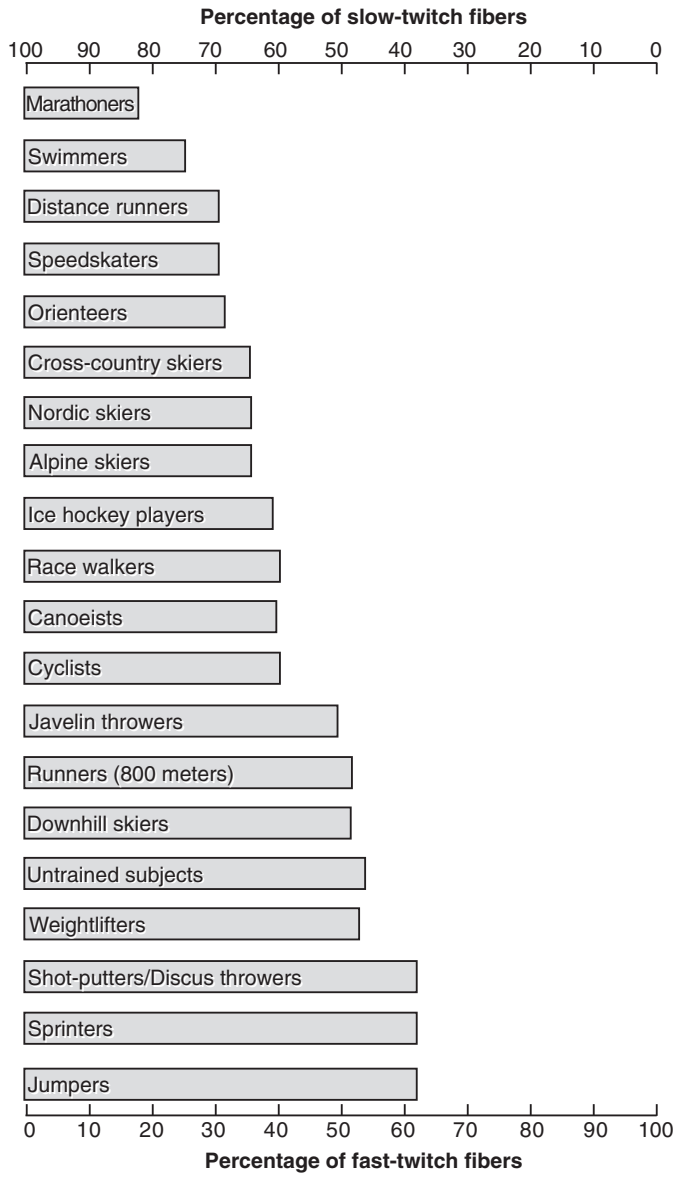 Percentage of slow-twitch fibers
100 90 80 70 60 50 40 30 20 10 0
Marathoners
Swimmers
Distance runners
Speedskaters
Orienteers
Cross-country skiers
Nordic skiers
Alpine skiers
Ice hockey players
Race walkers
Canoeists
Cyclists
Javelin throwers
Runners (800 meters)
Downhill skiers
Untrained subjects
Weightlifters
Shot-putters/Discus throwers
Sprinters
Jumpers
0 10 20 30 40 50 60 70 80 90 100
Percentage of fast-twitch fibers